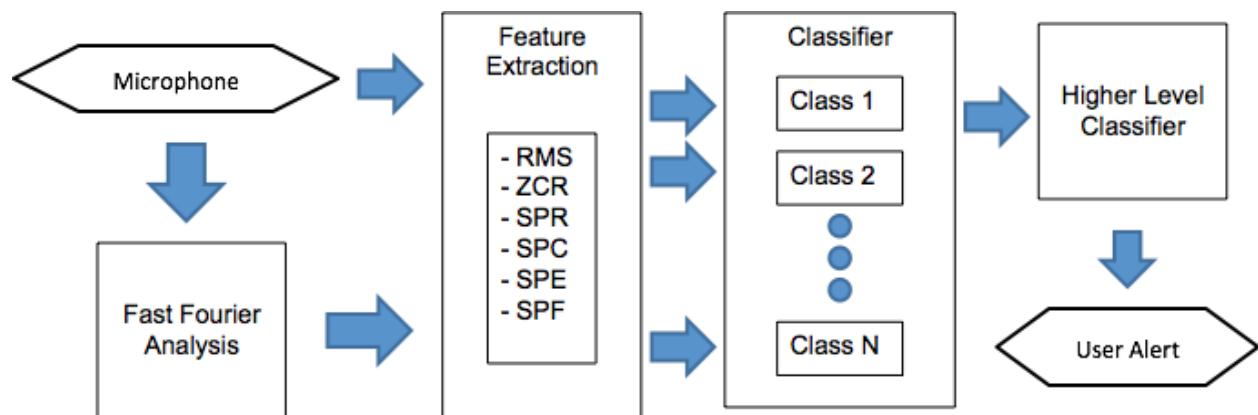 Microphone
Fast Fourier
Analysis
Feature
Extraction
- RMS
- ZCR
- SPR
- SPC
- SPE
- SPF
Classifier
Class 1
Class 2
Class N
Higher Level
Classifier
User Alert